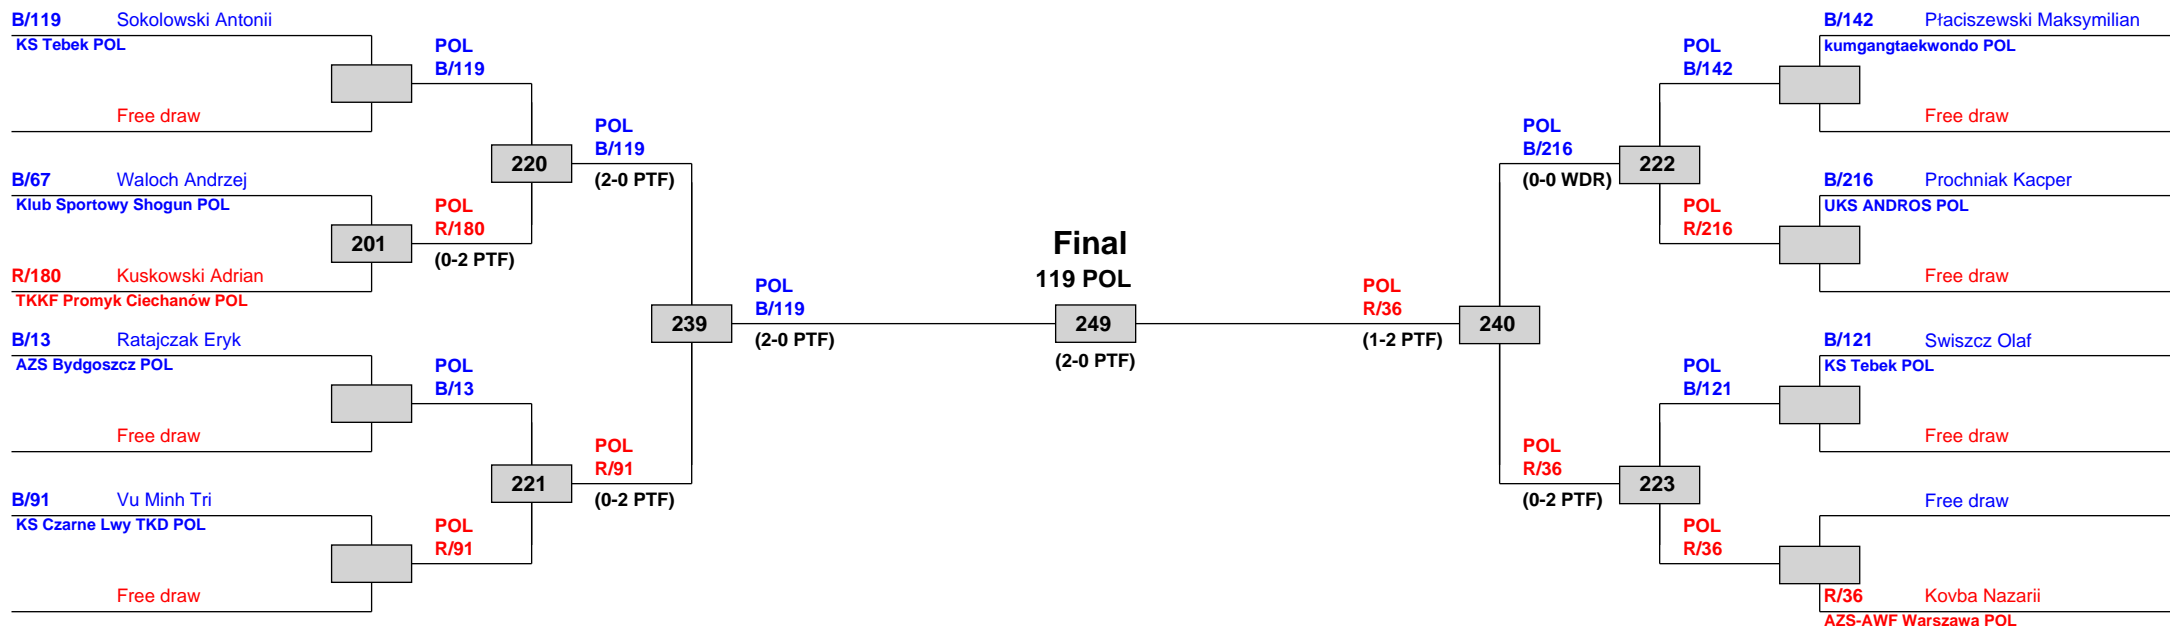 B/119 Sokolowski Antonii
KS Tebek POL
Free draw
B/67 Waloch Andrzej
Klub Sportowy Shogun POL
R/180 Kuskowski Adrian
TKKF Promyk Ciechanów POL
B/13 Ratajczak Eryk
AZS Bydgoszcz POL
Free draw
B/91 Vu Minh Tri
KS Czarne Lwy TKD POL
Free draw
201
POL
B/119
POL
R/180
(0-2 PTF)
POL
B/13
POL
R/91
220
221
POL
B/119
(2-0 PTF)
POL
R/91
(0-2 PTF)
239
POL
B/119
(2-0 PTF)
Final
119 POL
249
(2-0 PTF)
POL
R/36
(1-2 PTF)
240
POL
B/216
(0-0 WDR)
POL
R/36
(0-2 PTF)
222
223
POL
B/142
POL
R/216
POL
B/121
POL
R/36
B/142 Płaciszewski Maksymilian
kumgangtaekwondo POL
Free draw
B/216 Prochniak Kacper
UKS ANDROS POL
Free draw
B/121 Swiszcz Olaf
KS Tebek POL
Free draw
Free draw
R/36 Kovba Nazarii
AZS-AWF Warszawa POL